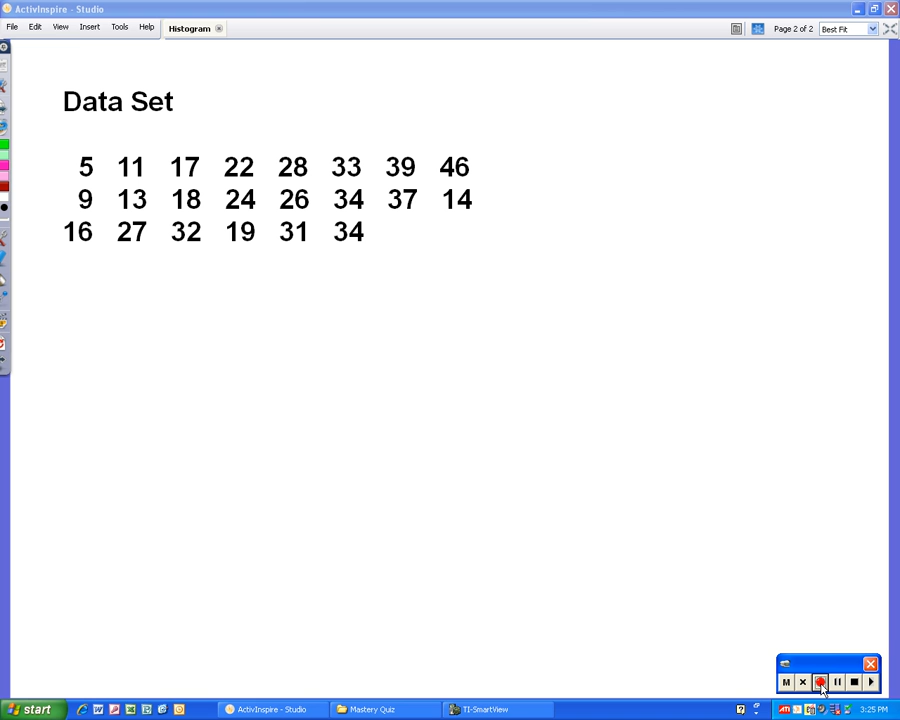 ActivInspire - Studio
File Edit View Insert Tools Help Histogram Page 2 of 2 Best Fit
Data Set
5 11 17 22 28 33 39 46
9 13 18 24 26 34 37 14
16 27 32 19 31 34
M
start ActivInspire - Studio Mastery Quiz TI-SmartView 3:25 PM